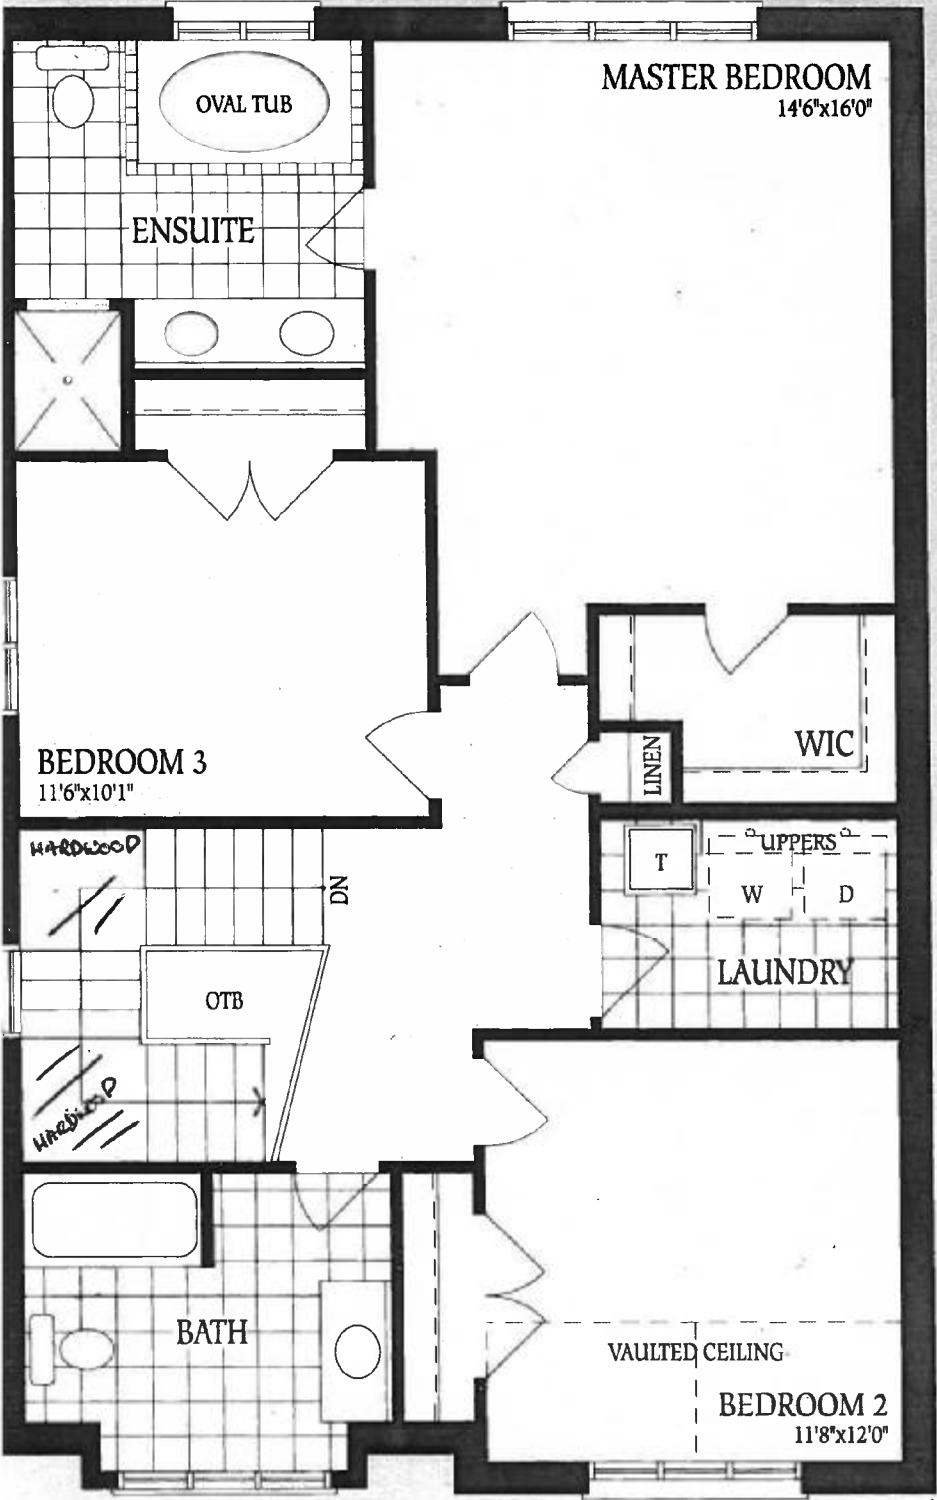 OVAL TUB
MASTER BEDROOM
14'6"x16'0"
ENSUITE
BEDROOM 3
11'6"x10'1"
WIC
LINEN
HARDWOOD
DN
UPPERS
T
W
D
LAUNDRY
OTB
HARDWOOD
BATH
VAULTED CEILING
BEDROOM 2
11'8"x12'0"